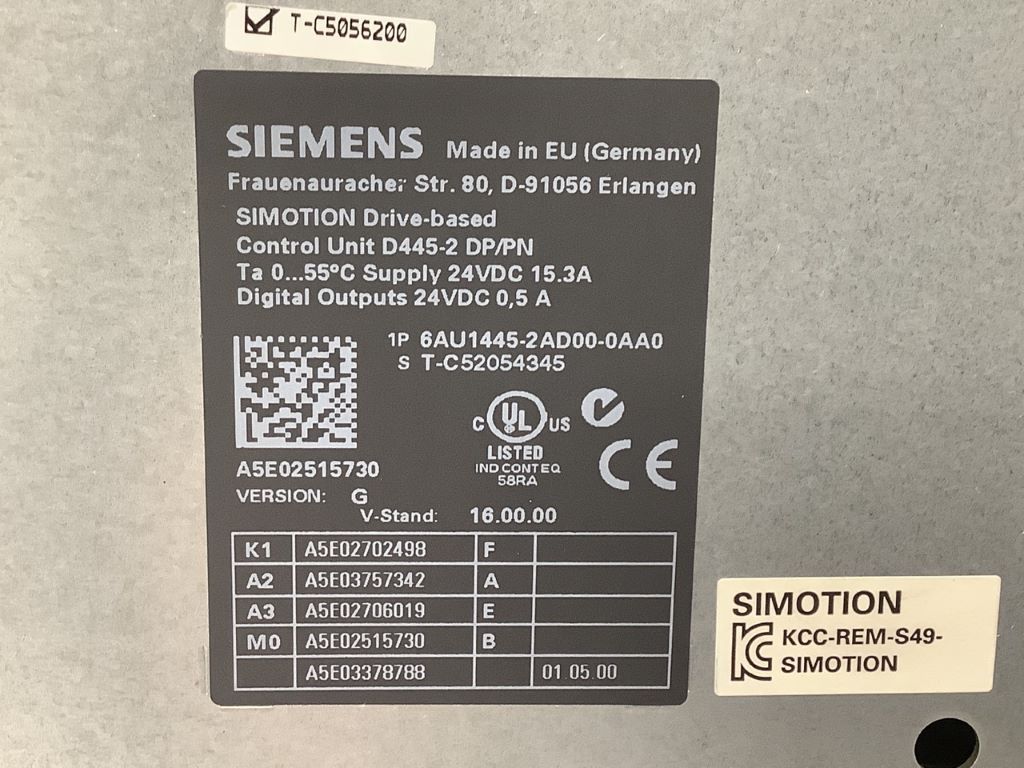 T-C5056200
SIEMENS Made in EU (Germany)
Frauenauracher Str. 80, D-91056 Erlangen
SIMOTION Drive-based
Control Unit D445-2 DP/PN
Ta 0...55°C Supply 24VDC 15.3A
Digital Outputs 24VDC 0,5 A
1P 6AU1445-2AD00-0AA0
S T-C52054345
C UL US
LISTED
IND CONT EQ
58RA
CE
A5E02515730
VERSION: G
V-Stand: 16.00.00
K1 A5E02702498 F
A2 A5E03757342 A
A3 A5E02706019 E
M0 A5E02515730 B
A5E03378788 01.05.00
SIMOTION
KC KCC-REM-S49-
SIMOTION